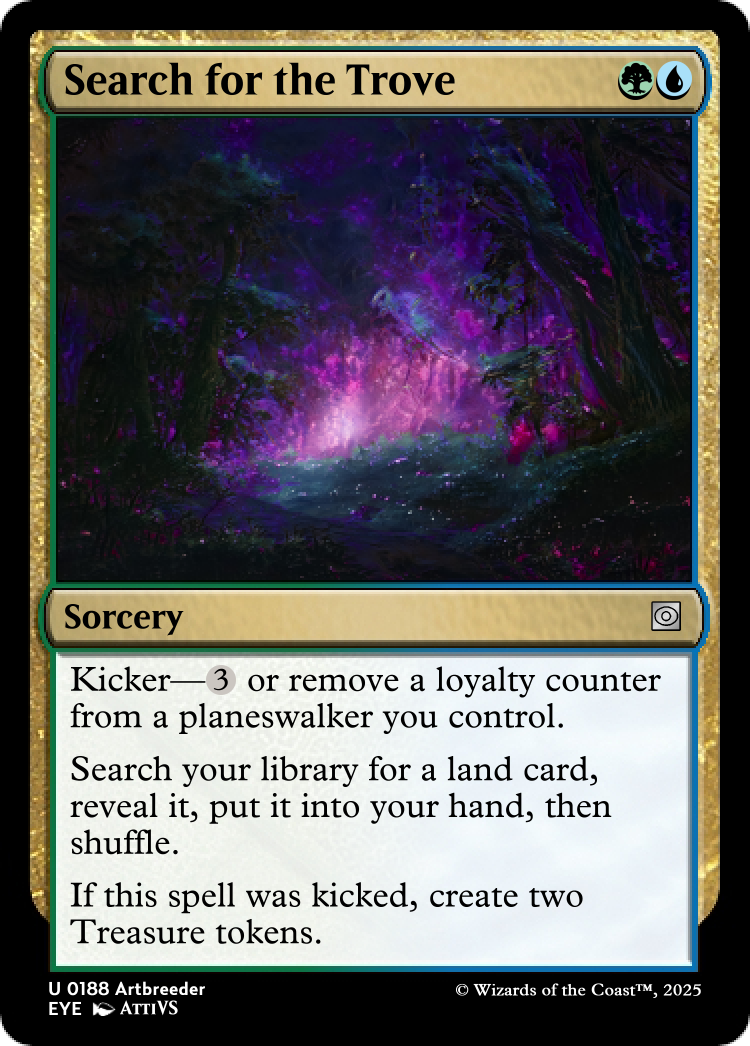 Search for the Trove
Sorcery
Kicker—3 or remove a loyalty counter
from a planeswalker you control.
Search your library for a land card,
reveal it, put it into your hand, then
shuffle.
If this spell was kicked, create two
Treasure tokens.
U 0188 Artbreeder
EYE AttiVS
© Wizards of the Coast™, 2025